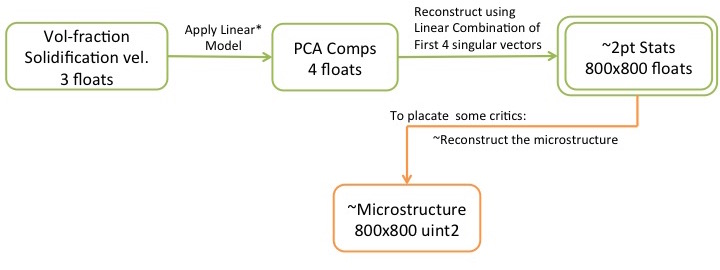 Vol-fraction
Solidification vel.
3 floats
Apply Linear*
Model
PCA Comps
4 floats
Reconstruct using
Linear Combination of
First 4 singular vectors
~2pt Stats
800x800 floats
To placate some critics:
~Reconstruct the microstructure
~Microstructure
800x800 uint2